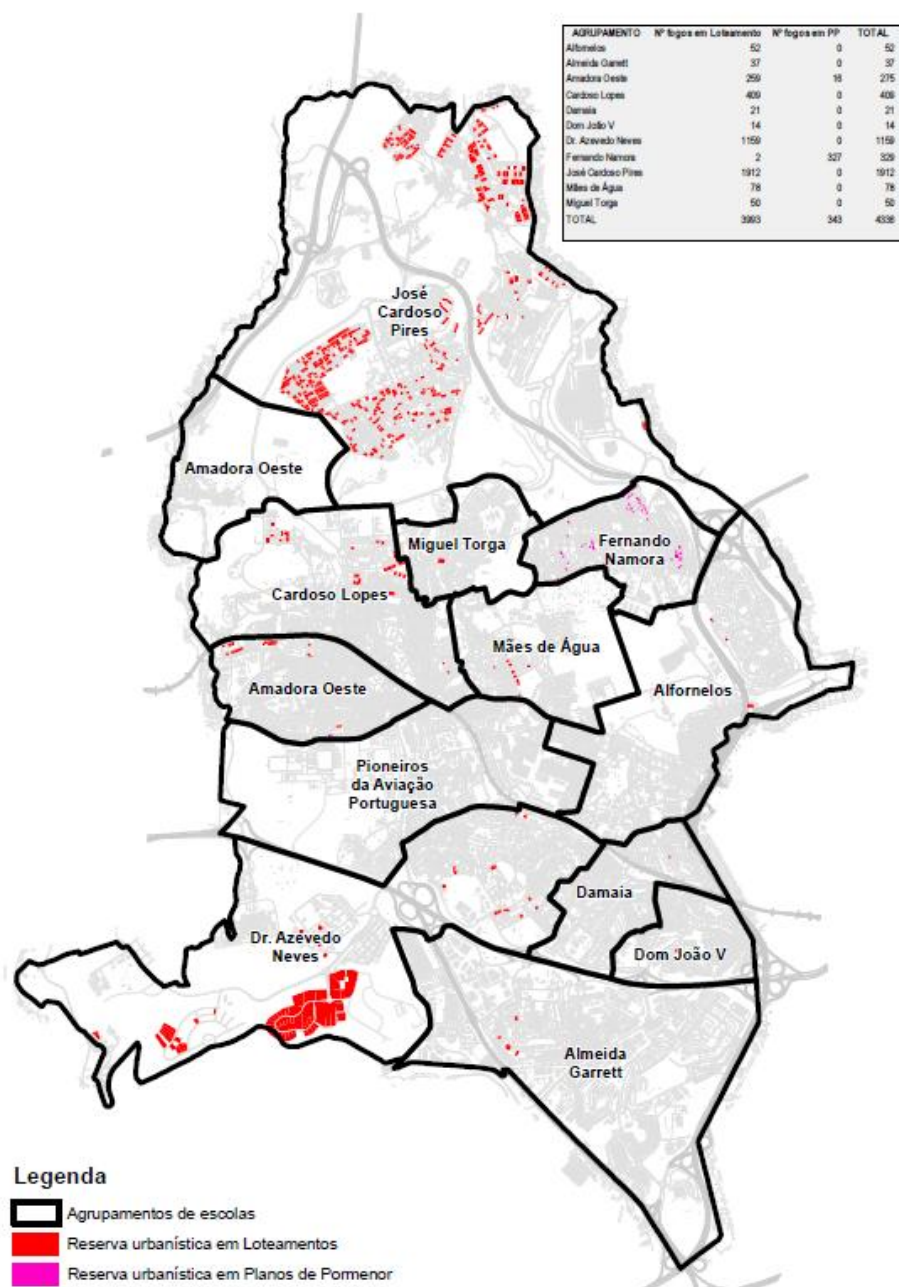 AGRUPAMENTO Nº fogos em Loteamento Nº fogos em PP TOTAL
Alfornelos 52 0 52
Almeida Garrett 37 0 37
Amadora Oeste 259 16 275
Cardoso Lopes 409 0 409
Damaia 21 0 21
Dom João V 14 0 14
Dr. Azevedo Neves 1159 0 1159
Fernando Namora 2 327 329
José Cardoso Pires 1912 0 1912
Mães de Água 78 0 78
Miguel Torga 50 0 50
TOTAL 3993 343 4336
José
Cardoso
Pires
Amadora Oeste
Miguel Torga
Fernando
Namora
Cardoso Lopes
Mães de Água
Amadora Oeste
Alfornelos
Pioneiros
da Aviação
Portuguesa
Damaia
Dr. Azevedo
Neves
Dom João V
Almeida
Garrett
Legenda
Agrupamentos de escolas
Reserva urbanística em Loteamentos
Reserva urbanística em Planos de Pormenor